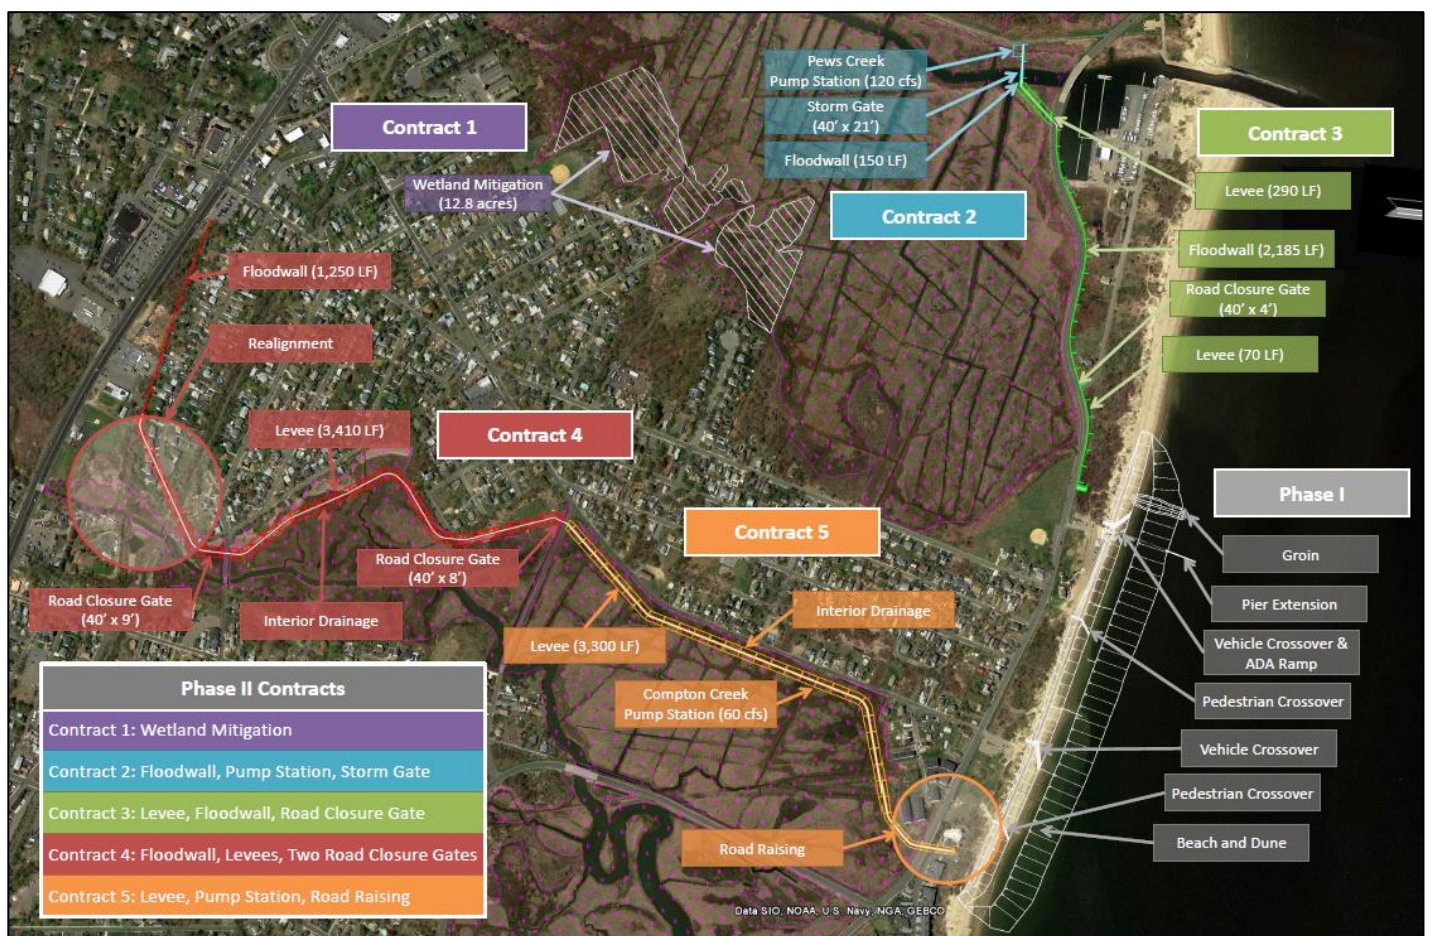 Contract 1
Wetland Mitigation
(12.8 acres)
Pews Creek
Pump Station (120 cfs)
Storm Gate
(40’ x 21’)
Floodwall (150 LF)
Contract 2
Contract 3
Levee (290 LF)
Floodwall (2,185 LF)
Road Closure Gate
(40’ x 4’)
Levee (70 LF)
Floodwall (1,250 LF)
Realignment
Levee (3,410 LF)
Contract 4
Road Closure Gate
(40’ x 8’)
Road Closure Gate
(40’ x 9’)
Interior Drainage
Contract 5
Interior Drainage
Levee (3,300 LF)
Compton Creek
Pump Station (60 cfs)
Road Raising
Phase I
Groin
Pier Extension
Vehicle Crossover &
ADA Ramp
Pedestrian Crossover
Vehicle Crossover
Pedestrian Crossover
Beach and Dune
Phase II Contracts
Contract 1: Wetland Mitigation
Contract 2: Floodwall, Pump Station, Storm Gate
Contract 3: Levee, Floodwall, Road Closure Gate
Contract 4: Floodwall, Levees, Two Road Closure Gates
Contract 5: Levee, Pump Station, Road Raising
Data SIO, NOAA, U.S. Navy, NGA, GEBCO